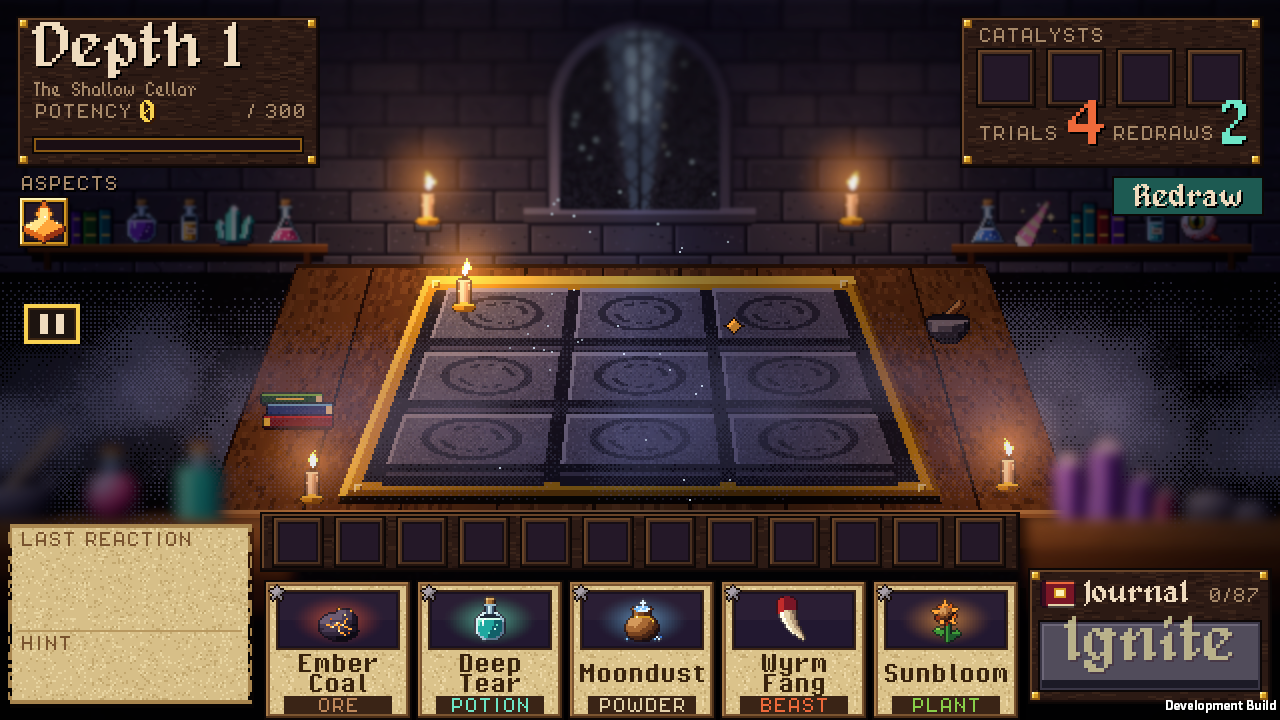 Depth 1
The Shallow Cellar
POTENCY 0 / 300
ASPECTS
CATALYSTS
TRIALS 4 REDRAWS 2
Redraw
LAST REACTION
HINT
Ember
Coal
ORE
Deep
Tear
POTION
Moondust
POWDER
Wyrm
Fang
BEAST
Sunbloom
PLANT
Journal 0/87
Ignite
Development Build